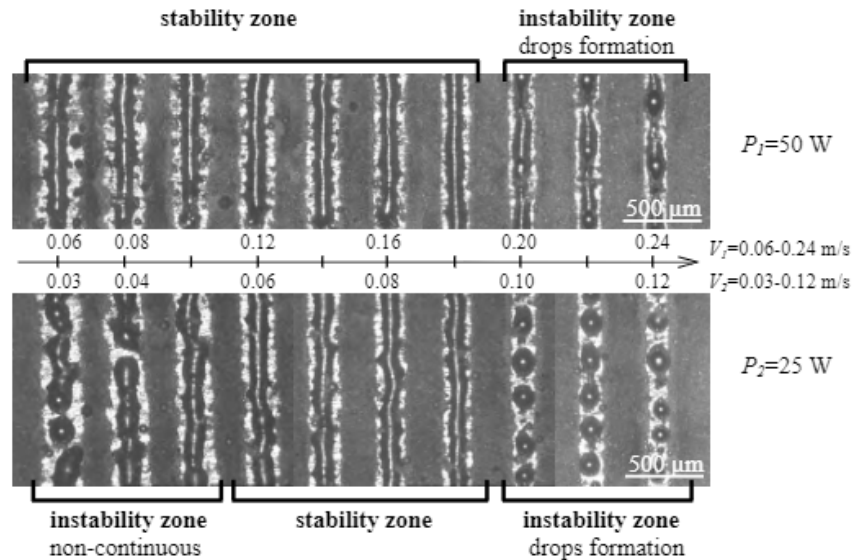 stability zone
instability zone
drops formation
P₁=50 W
500 μm
0.06 0.08 0.12 0.16 0.20 0.24
V₁=0.06-0.24 m/s
0.03 0.04 0.06 0.08 0.10 0.12
V₂=0.03-0.12 m/s
P₂=25 W
500 μm
instability zone
non-continuous
stability zone
instability zone
drops formation